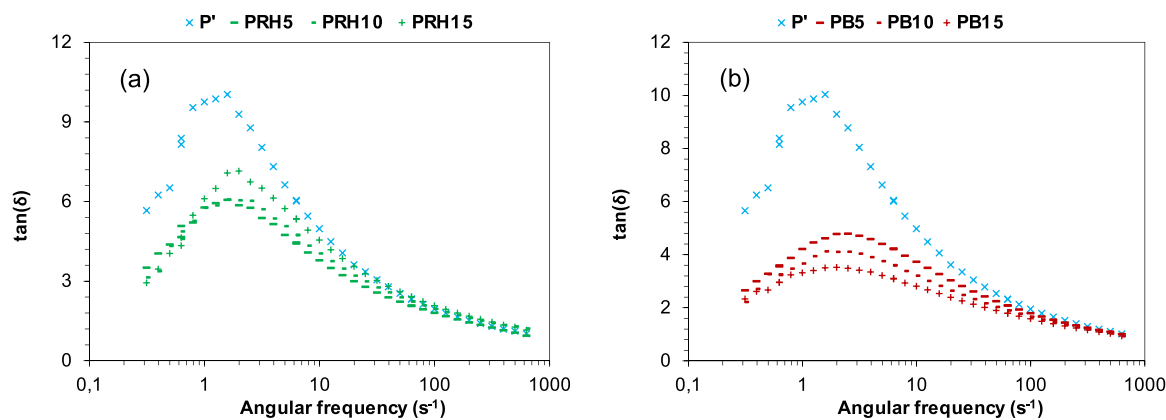 P' PRH5 PRH10 PRH15
(a)
tan(δ)
12
9
6
3
0
0,1 1 10 100 1000
Angular frequency (s⁻¹)
P' PB5 PB10 PB15
(b)
tan(δ)
12
10
8
6
4
2
0
0,1 1 10 100 1000
Angular frequency (s⁻¹)